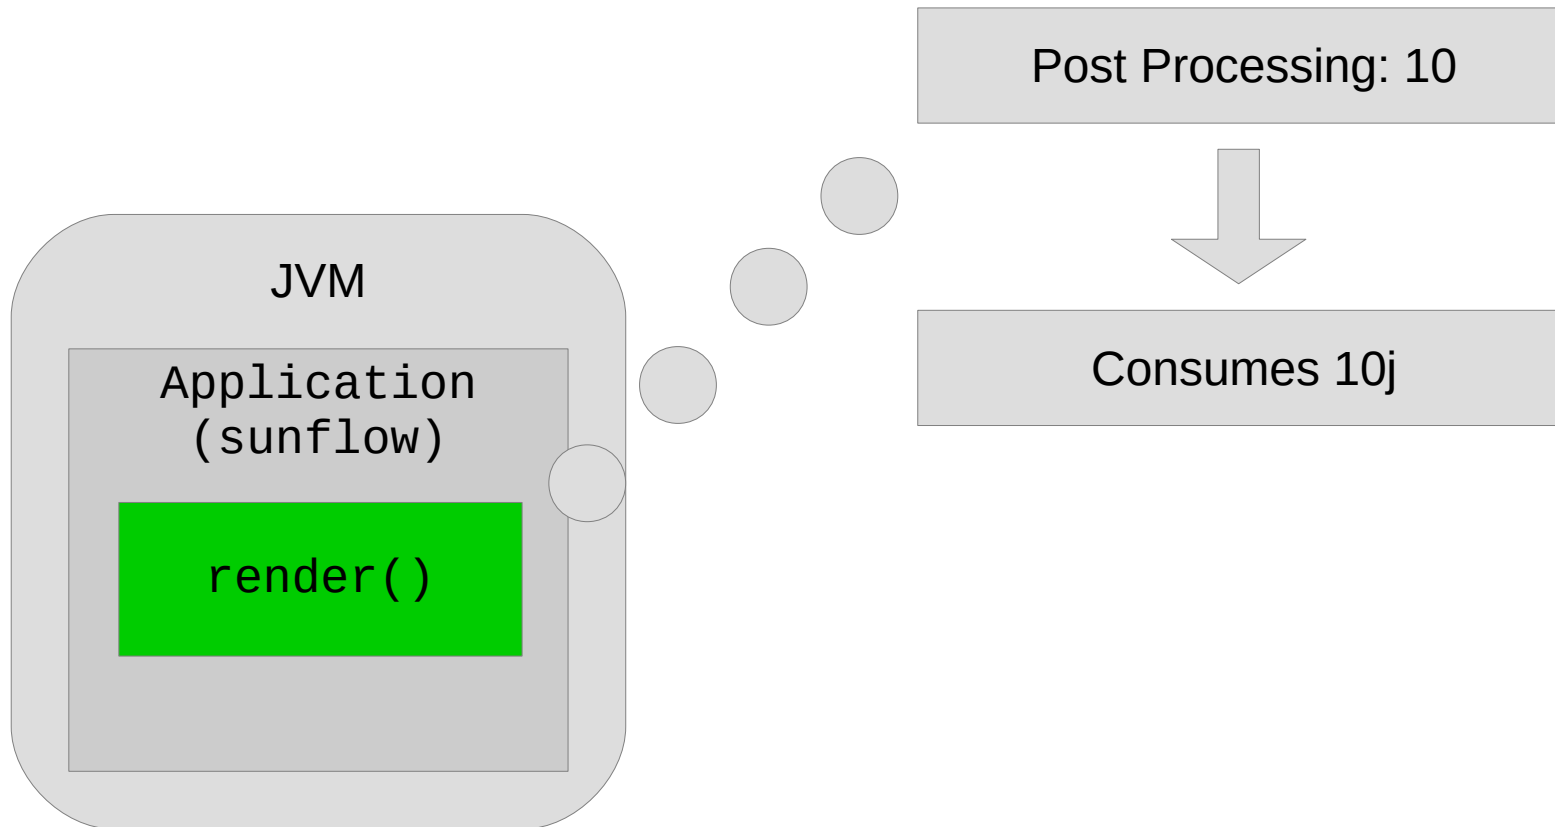 Post Processing: 10
Consumes 10j
JVM
Application
(sunflow)
render()